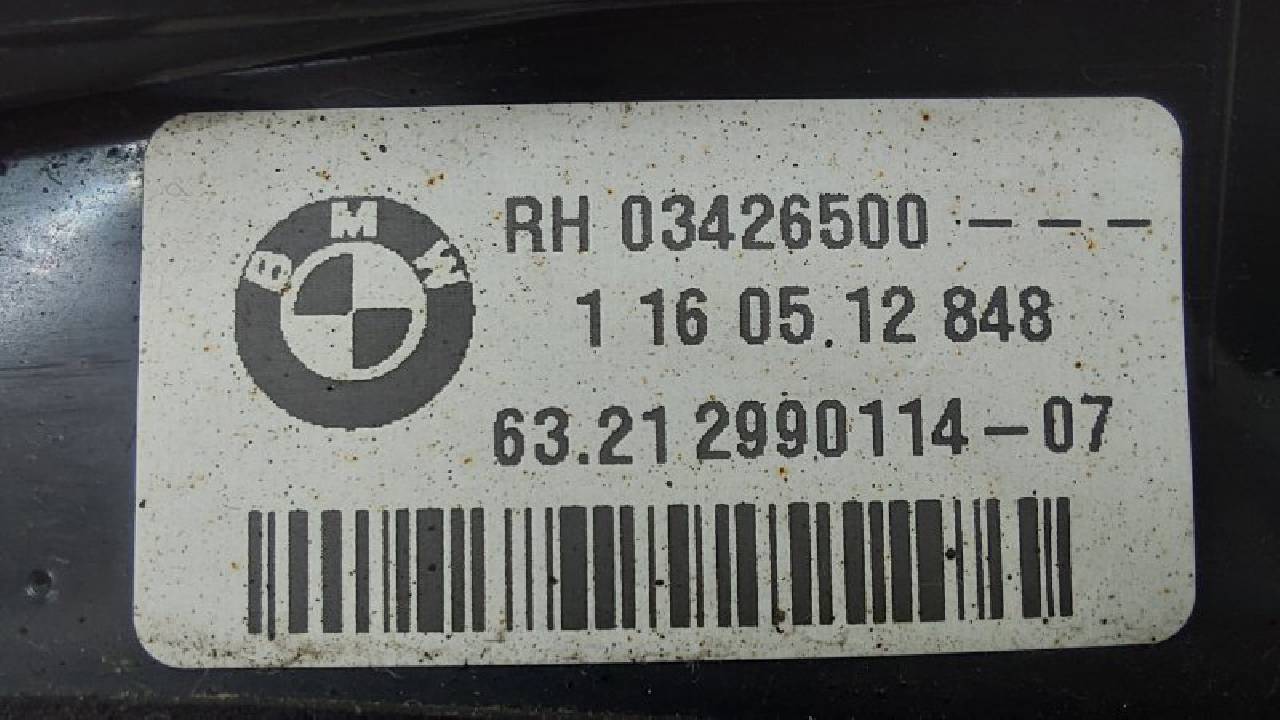 BMW
RH 03426500 – – –
1 16 05. 12 848
63.21 2990114 – 07